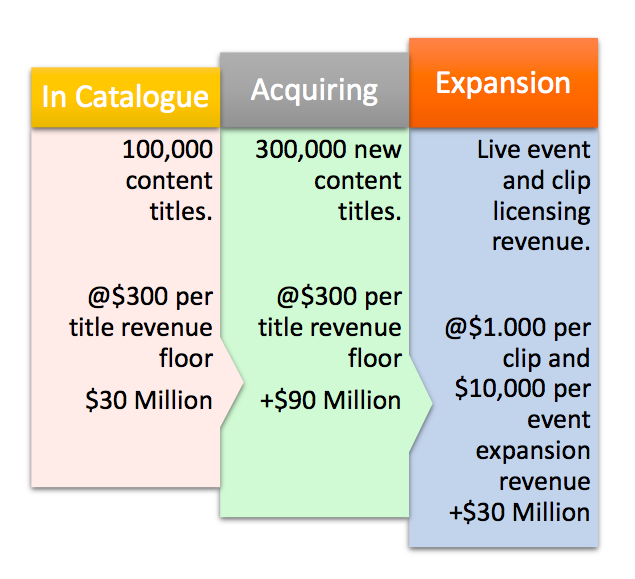 In Catalogue
100,000
content
titles.
@$300 per
title revenue
floor
$30 Million
Acquiring
300,000 new
content
titles.
@$300 per
title revenue
floor
+$90 Million
Expansion
Live event
and clip
licensing
revenue.
@$1.000 per
clip and
$10,000 per
event
expansion
revenue
+$30 Million